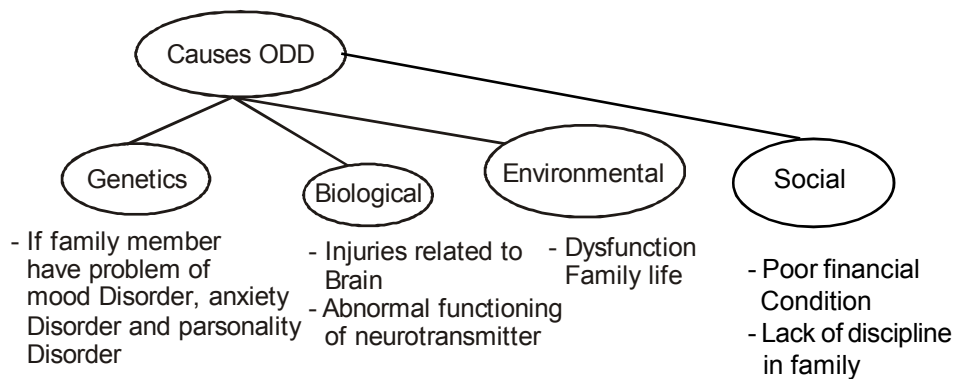 Causes ODD
Genetics
- If family member
have problem of
mood Disorder, anxiety
Disorder and parsonality
Disorder
Biological
- Injuries related to
Brain
- Abnormal functioning
of neurotransmitter
Environmental
- Dysfunction
Family life
Social
- Poor financial
Condition
- Lack of discipline
in family